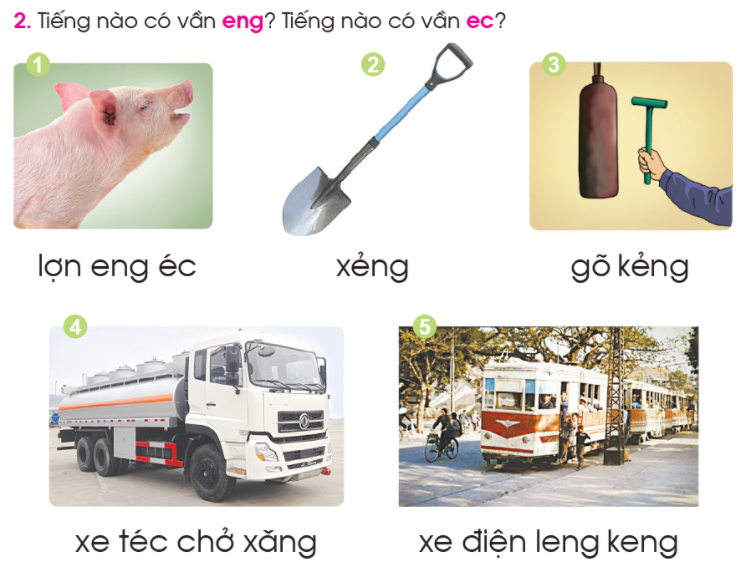 2. Tiếng nào có vần eng? Tiếng nào có vần ec?
1
2
3
lợn eng éc
xẻng
gõ kẻng
4
5
xe téc chở xăng
xe điện leng keng